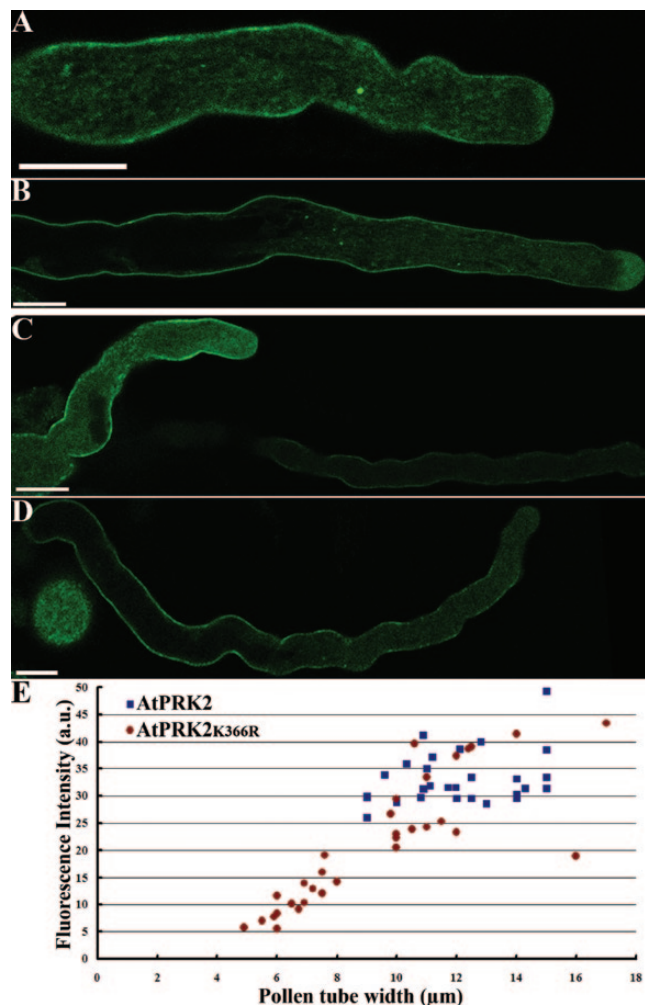 A
B
C
D
E
AtPRK2
AtPRK2K366R
Fluorescence Intensity (a.u.)
50
45
40
35
30
25
20
15
10
5
0
0 2 4 6 8 10 12 14 16 18
Pollen tube width (µm)